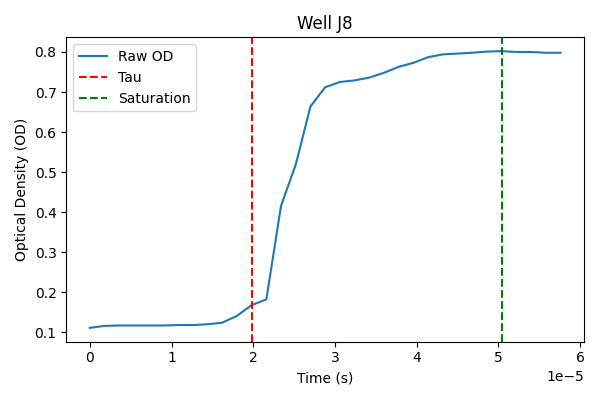 Well J8
Optical Density (OD)
0.8
0.7
0.6
0.5
0.4
0.3
0.2
0.1
Raw OD
Tau
Saturation
0 1 2 3 4 5 6
1e−5
Time (s)